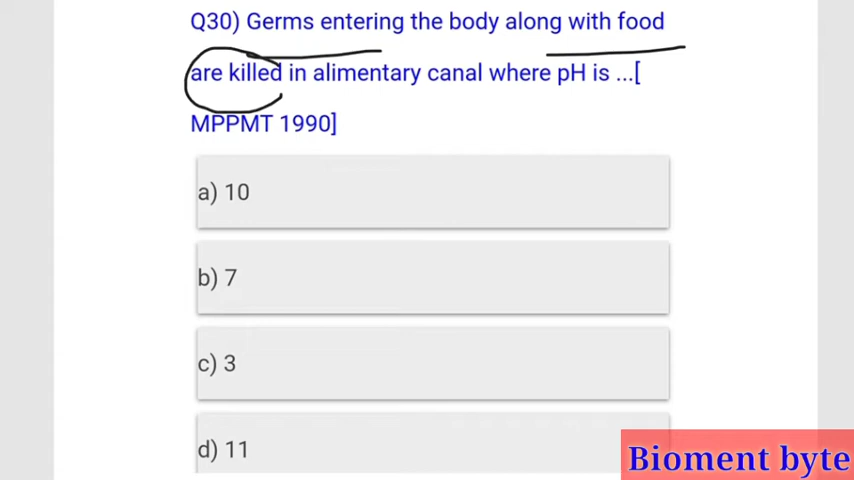 Q30) Germs entering the body along with food
are killed in alimentary canal where pH is ...[
MPPMT 1990]
a) 10
b) 7
c) 3
d) 11
Bioment byte